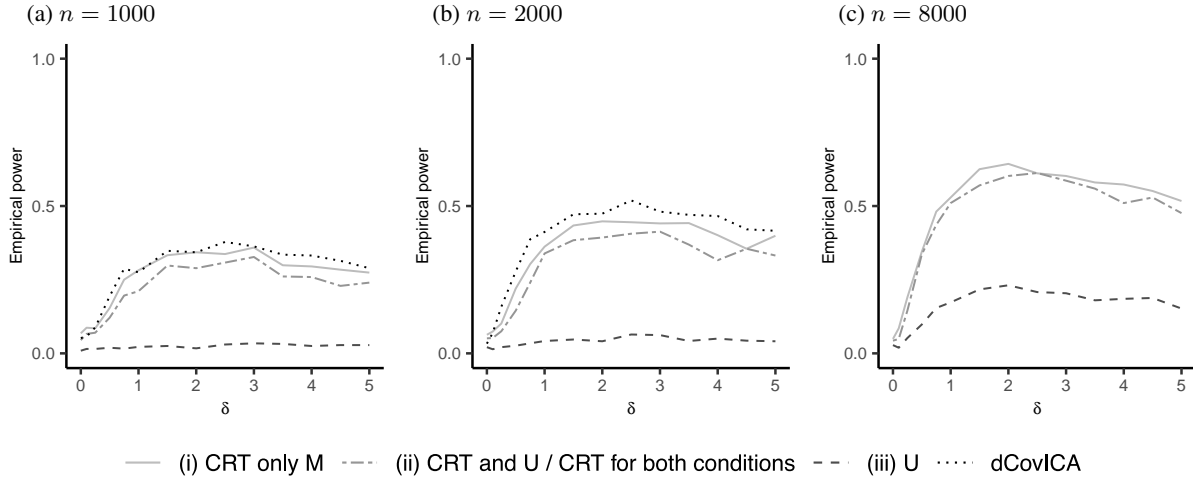 (a) n = 1000
1.0
0.5
0.0
Empirical power
0 1 2 3 4 5
δ
(b) n = 2000
1.0
0.5
0.0
Empirical power
0 1 2 3 4 5
δ
(c) n = 8000
1.0
0.5
0.0
Empirical power
0 1 2 3 4 5
δ
(i) CRT only M (ii) CRT and U / CRT for both conditions (iii) U dCovICA